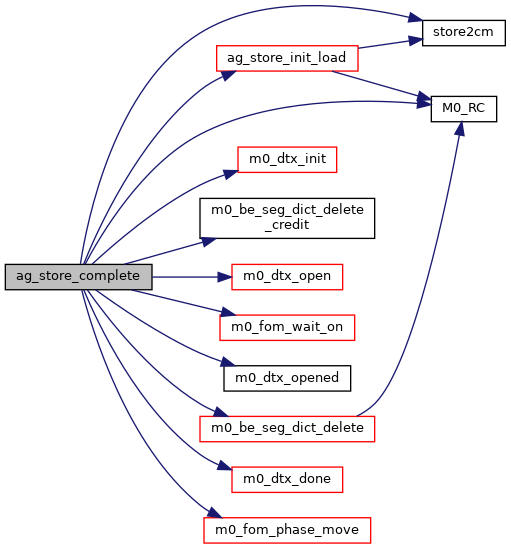 store2cm
ag_store_init_load
M0_RC
m0_dtx_init
m0_be_seg_dict_delete
_credit
ag_store_complete
m0_dtx_open
m0_fom_wait_on
m0_dtx_opened
m0_be_seg_dict_delete
m0_dtx_done
m0_fom_phase_move